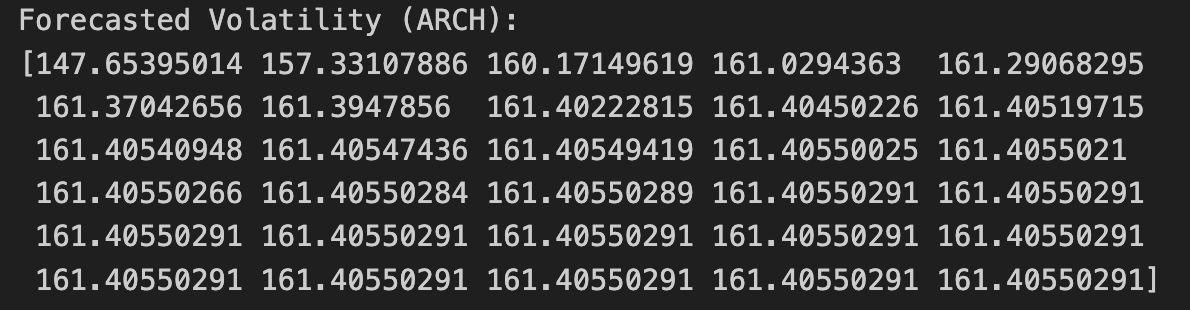 Forecasted Volatility (ARCH):
[147.65395014 157.33107886 160.17149619 161.0294363  161.29068295
 161.37042656 161.3947856  161.40222815 161.40450226 161.40519715
 161.40540948 161.40547436 161.40549419 161.40550025 161.4055021
 161.40550266 161.40550284 161.40550289 161.40550291 161.40550291
 161.40550291 161.40550291 161.40550291 161.40550291 161.40550291
 161.40550291 161.40550291 161.40550291 161.40550291 161.40550291]